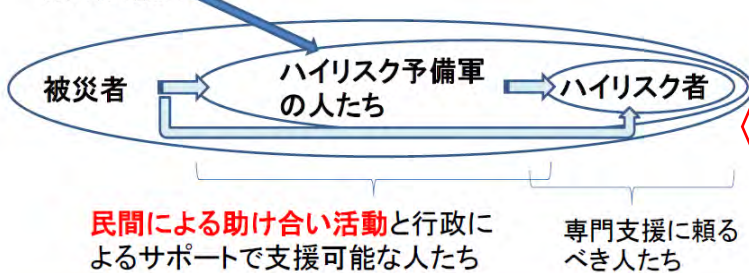 被災者
ハイリスク予備軍
の人たち
ハイリスク者
民間による助け合い活動と行政に
よるサポートで支援可能な人たち
専門支援に頼る
べき人たち